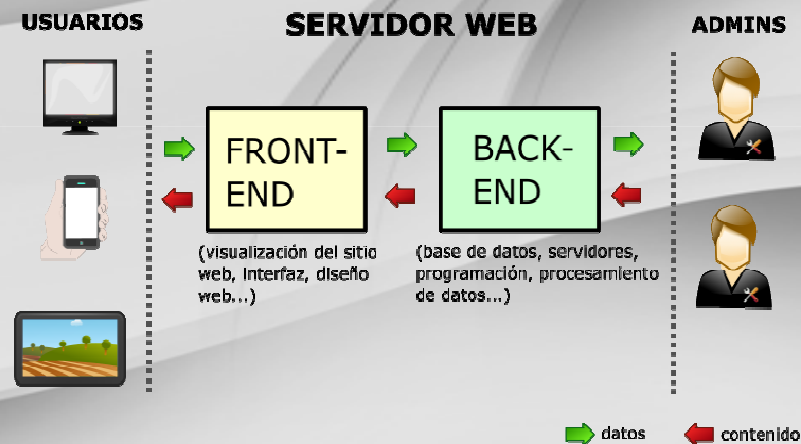 USUARIOS
SERVIDOR WEB
ADMINS
FRONT-
END
BACK-
END
(visualización del sitio
web, interfaz, diseño
web...)
(base de datos, servidores,
programación, procesamiento
de datos...)
datos
contenido